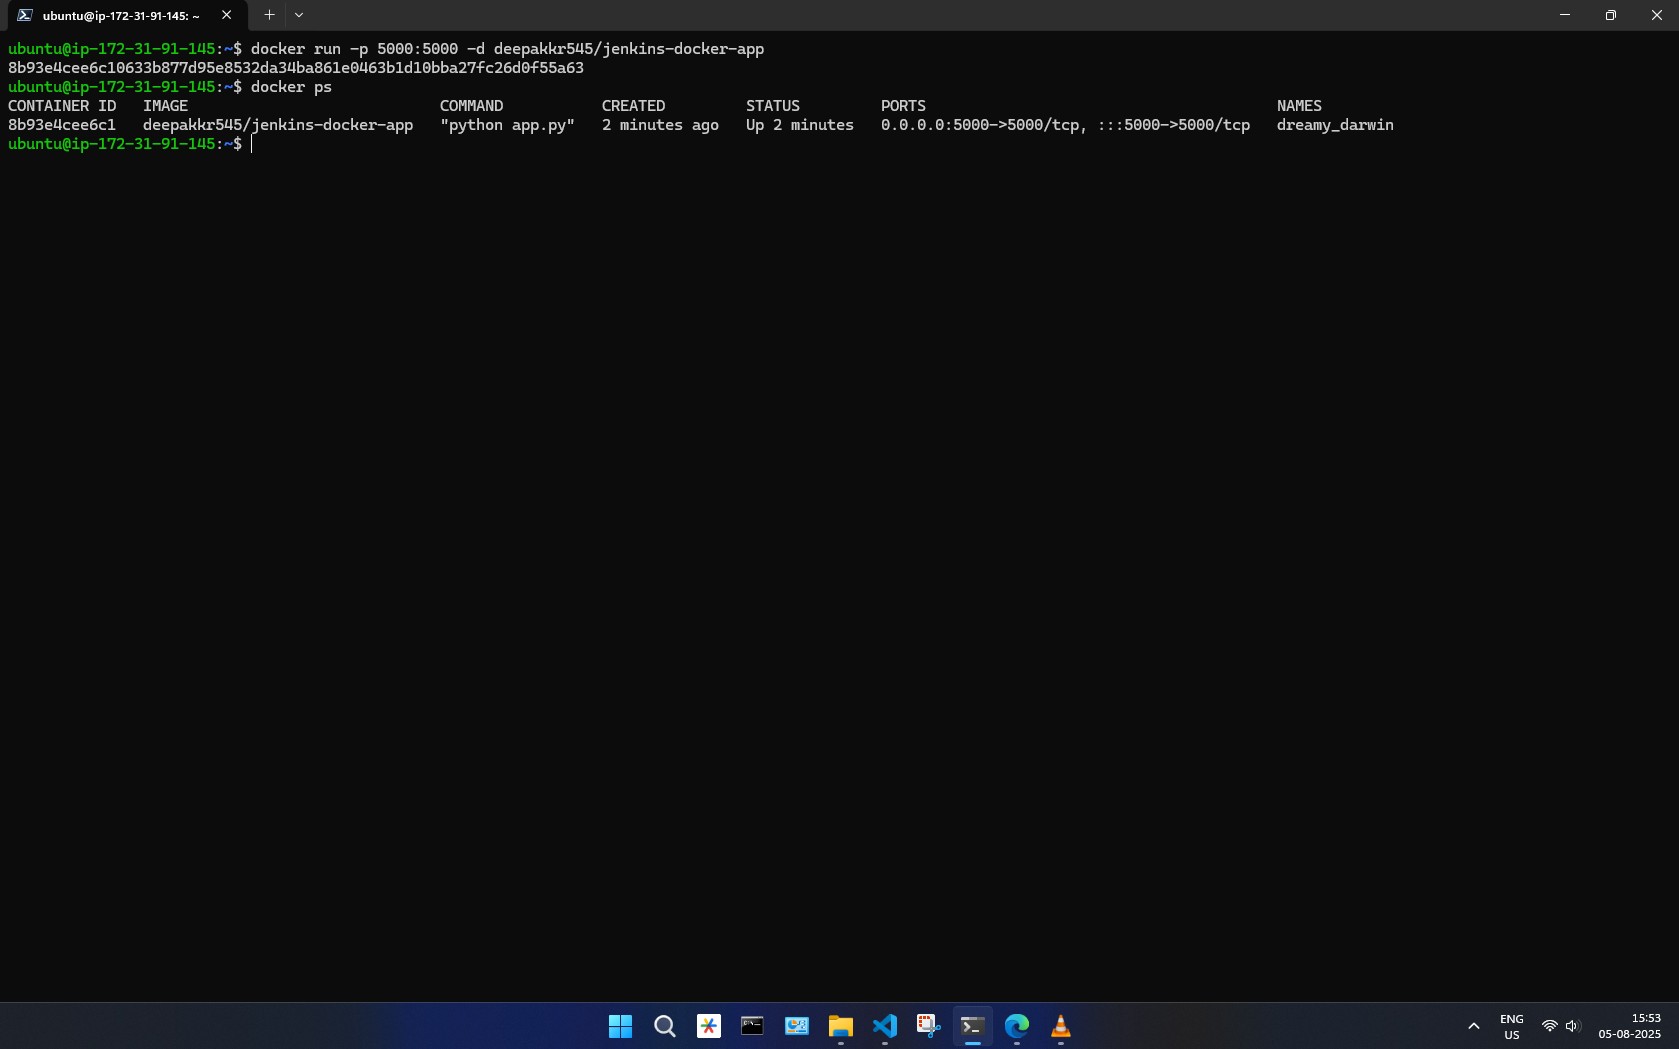 ubuntu@ip-172-31-91-145: ~
ubuntu@ip-172-31-91-145:~$ docker run -p 5000:5000 -d deepakkr545/jenkins-docker-app
8b93e4cee6c10633b877d95e8532da34ba861e0463b1d10bba27fc26d0f55a63
ubuntu@ip-172-31-91-145:~$ docker ps
CONTAINER ID   IMAGE                            COMMAND           CREATED         STATUS         PORTS                                       NAMES
8b93e4cee6c1   deepakkr545/jenkins-docker-app   "python app.py"   2 minutes ago   Up 2 minutes   0.0.0.0:5000->5000/tcp, :::5000->5000/tcp   dreamy_darwin
ubuntu@ip-172-31-91-145:~$
ENG
US
15:53
05-08-2025